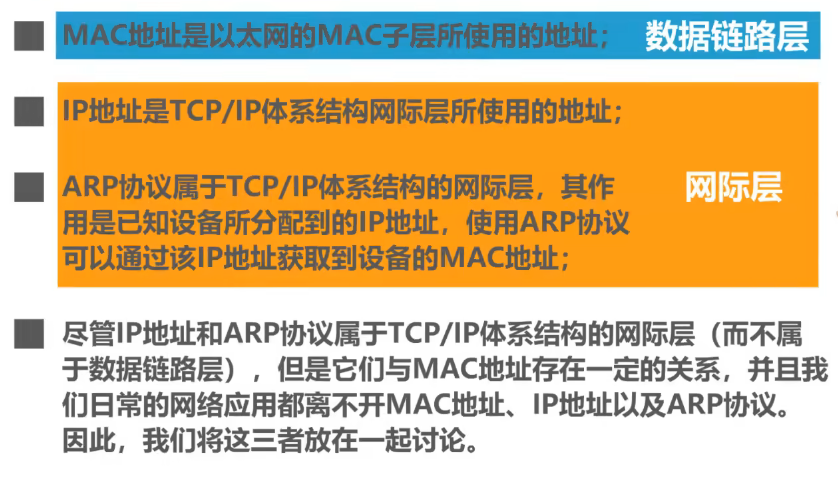 MAC地址是以太网的MAC子层所使用的地址； 数据链路层
IP地址是TCP/IP体系结构网际层所使用的地址；
ARP协议属于TCP/IP体系结构的网际层，其作
网际层
用是已知设备所分配到的IP地址，使用ARP协议
可以通过该IP地址获取到设备的MAC地址；
尽管IP地址和ARP协议属于TCP/IP体系结构的网际层（而不属
于数据链路层），但是它们与MAC地址存在一定的关系，并且我
们日常的网络应用都离不开MAC地址、IP地址以及ARP协议。
因此，我们将这三者放在一起讨论。